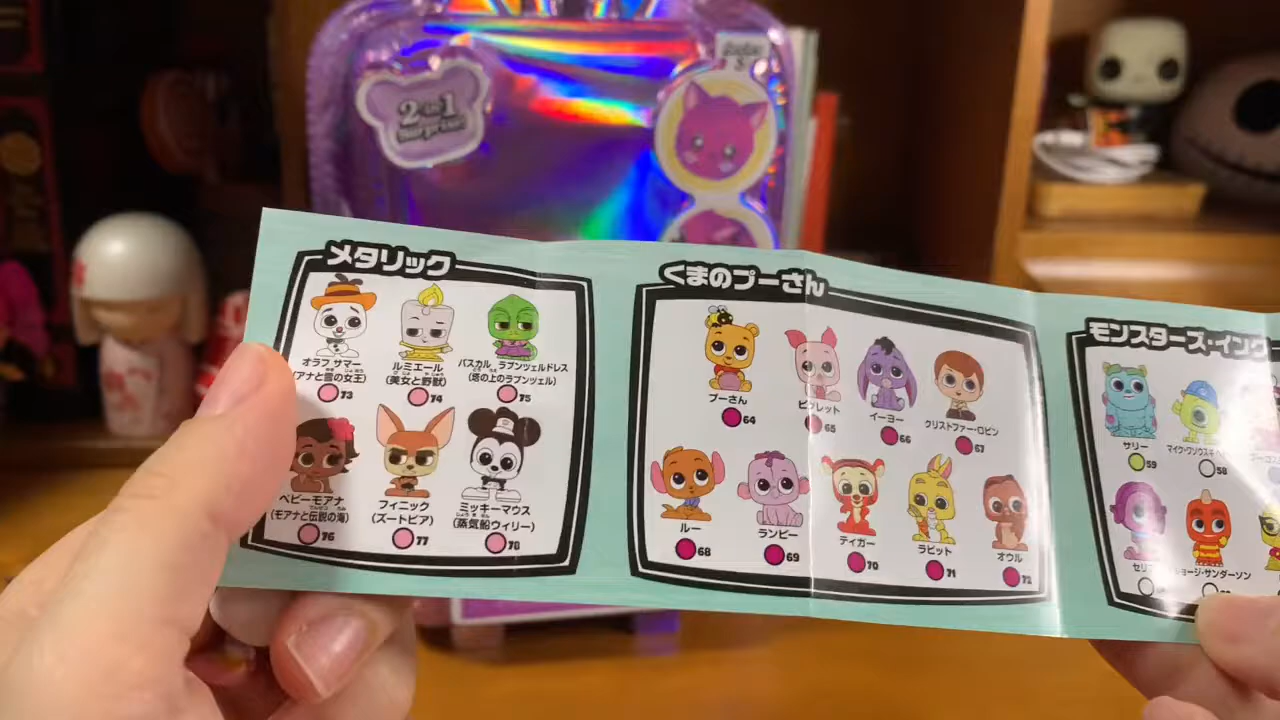 2 in 1
surprise!
メタリック
オラフ サマー
(アナと雪の女王)
73
ルミエール
(美女と野獣)
74
パスカル ラプンツェルドレス
(塔の上のラプンツェル)
75
ベビーモアナ
(モアナと伝説の海)
76
フィニック
(ズートピア)
77
ミッキーマウス
(蒸気船ウィリー)
78
くまのプーさん
プーさん
64
ピグレット
65
イーヨー
66
クリストファー・ロビン
67
ルー
68
ランピー
69
ティガー
70
ラビット
71
オウル
72
モンスターズ・インク
サリー
59
マイク・ワゾウスキ
58
セリ
ョージ・サンダーソン